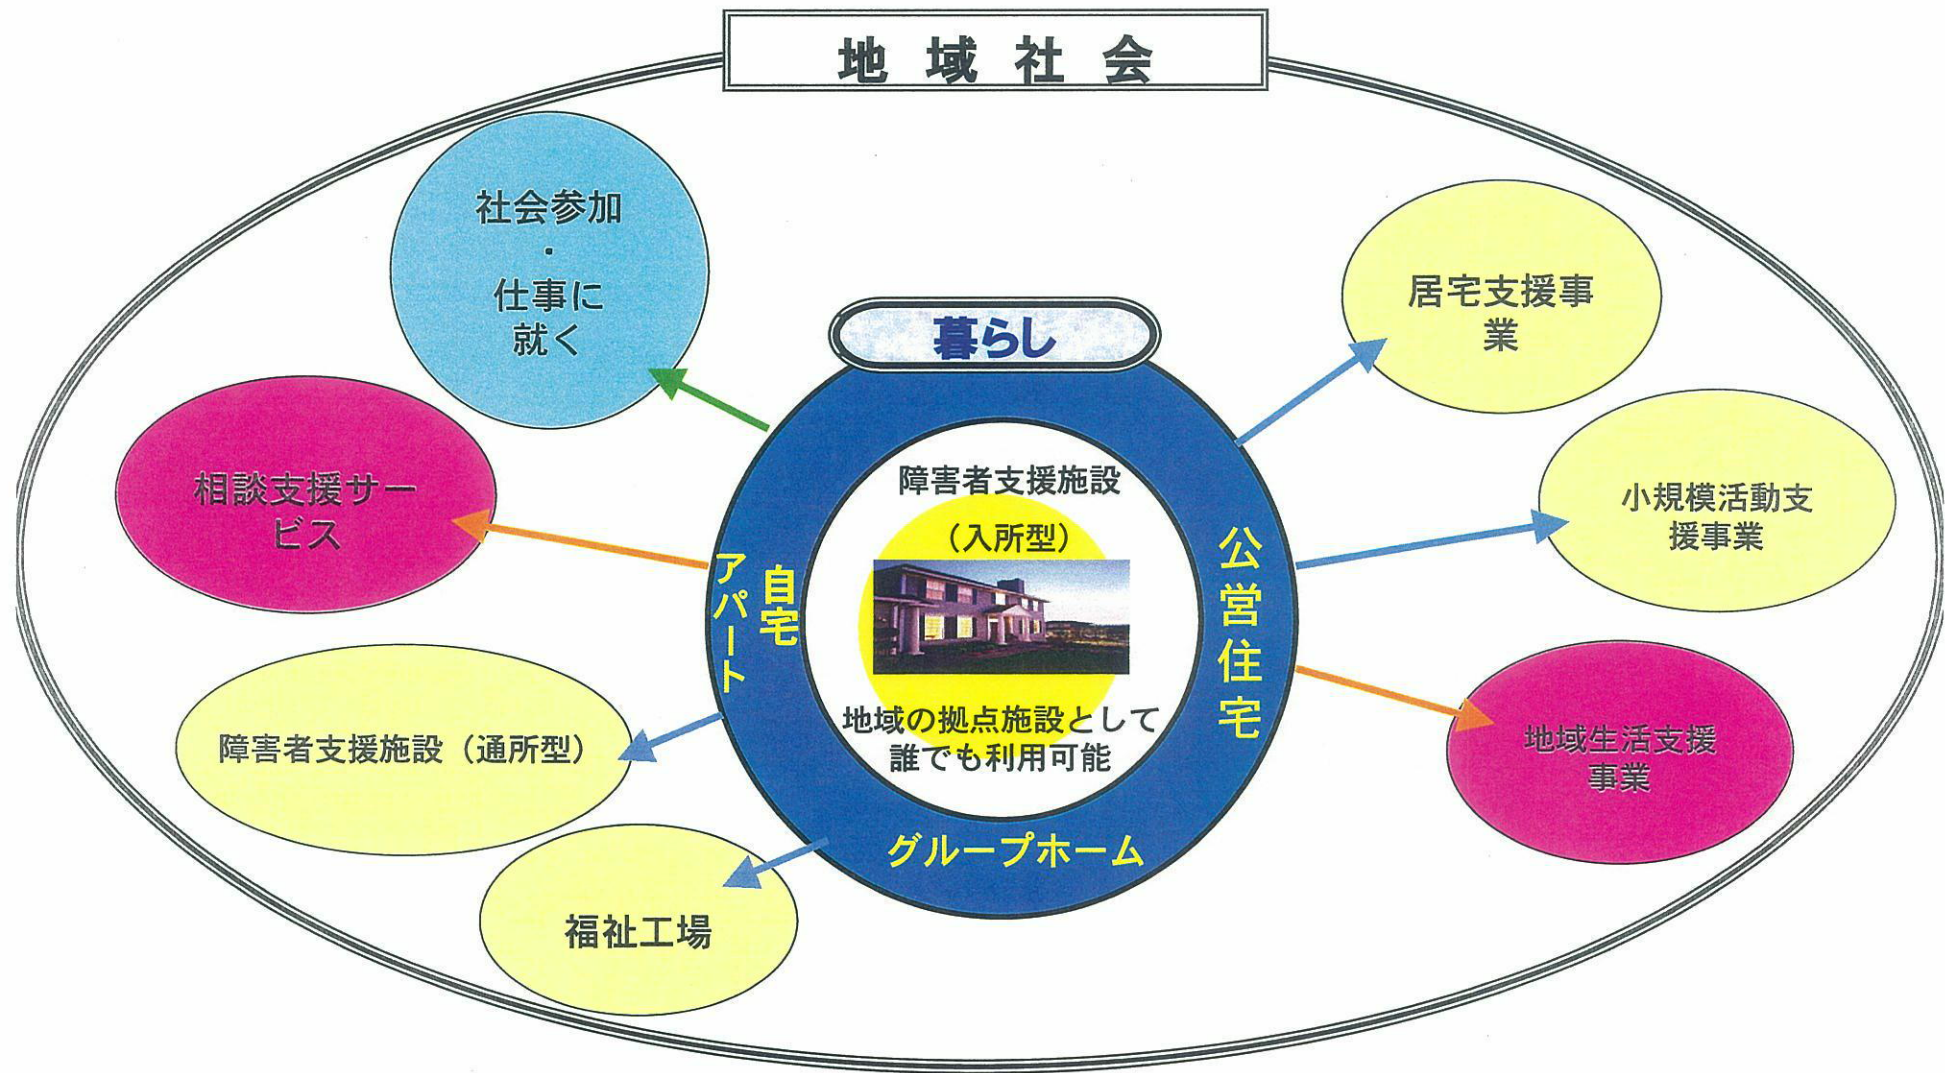 地域社会
社会参加
・
仕事に
就く
相談支援サー
ビス
障害者支援施設（通所型）
福祉工場
暮らし
障害者支援施設
（入所型）
地域の拠点施設として
誰でも利用可能
自宅
アパート
公営住宅
グループホーム
居宅支援事
業
小規模活動支
援事業
地域生活支援
事業